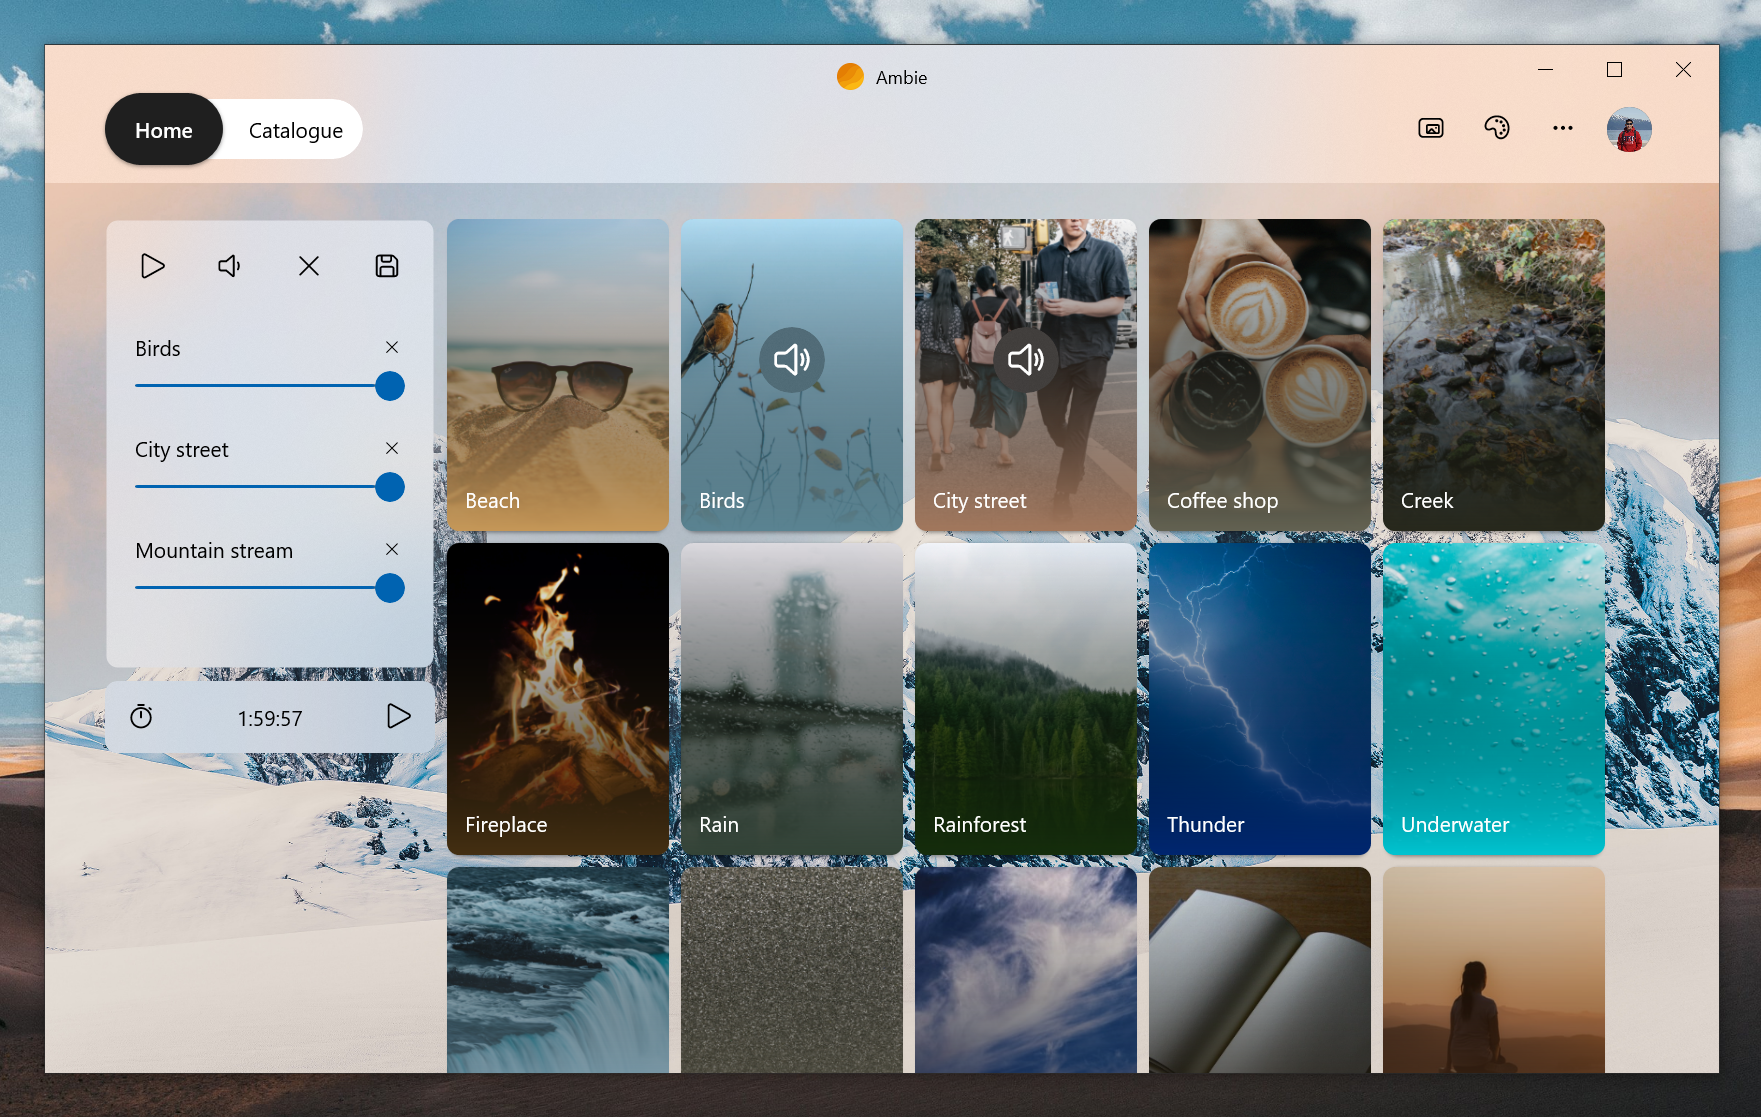 Ambie
Home
Catalogue
Birds
City street
Mountain stream
1:59:57
Beach
Birds
City street
Coffee shop
Creek
Fireplace
Rain
Rainforest
Thunder
Underwater